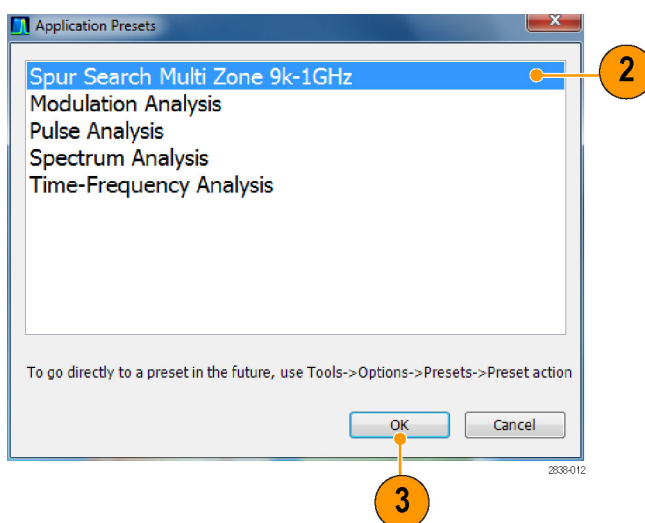 Application Presets
X
Spur Search Multi Zone 9k-1GHz
2
Modulation Analysis
Pulse Analysis
Spectrum Analysis
Time-Frequency Analysis
To go directly to a preset in the future, use Tools->Options->Presets->Preset action
OK
Cancel
2838-012
3